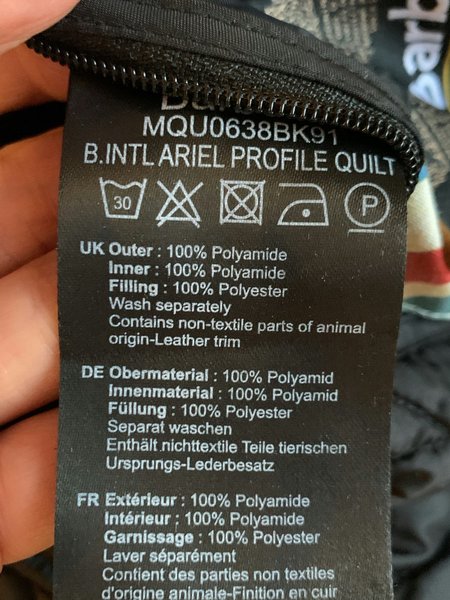 Barbour
MQU0638BK91
B.INTL ARIEL PROFILE QUILT
30
P
UK Outer : 100% Polyamide
Inner : 100% Polyamide
Filling : 100% Polyester
Wash separately
Contains non-textile parts of animal
origin-Leather trim
DE Obermaterial : 100% Polyamid
Innenmaterial : 100% Polyamid
Füllung : 100% Polyester
Separat waschen
Enthält nichttextile Teile tierischen
Ursprungs-Lederbesatz
FR Extérieur : 100% Polyamide
Intérieur : 100% Polyamide
Garnissage : 100% Polyester
Laver séparément
Contient des parties non textiles
d'origine animale-Finition en cuir